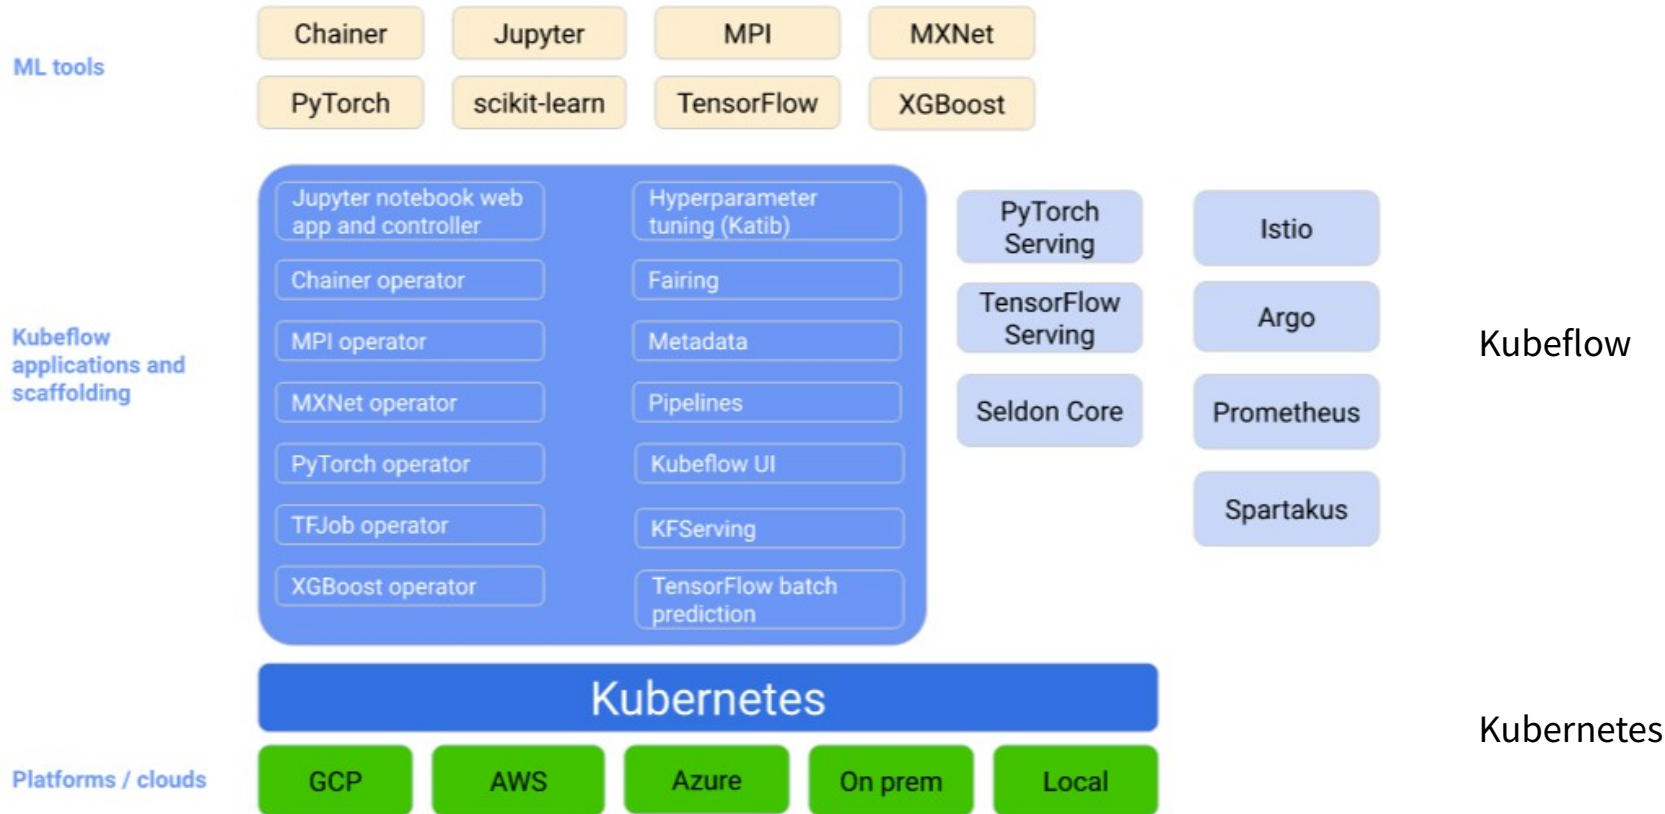 Chainer
Jupyter
MPI
MXNet
ML tools
PyTorch
scikit-learn
TensorFlow
XGBoost
Jupyter notebook web
app and controller
Chainer operator
MPI operator
MXNet operator
PyTorch operator
TFJob operator
XGBoost operator
Hyperparameter
tuning (Katib)
Fairing
Metadata
Pipelines
Kubeflow UI
KFServing
TensorFlow batch
prediction
PyTorch
Serving
TensorFlow
Serving
Seldon Core
Istio
Argo
Prometheus
Spartakus
Kubeflow
applications and
scaffolding
Kubeflow
Kubernetes
Kubernetes
Platforms / clouds
GCP
AWS
Azure
On prem
Local